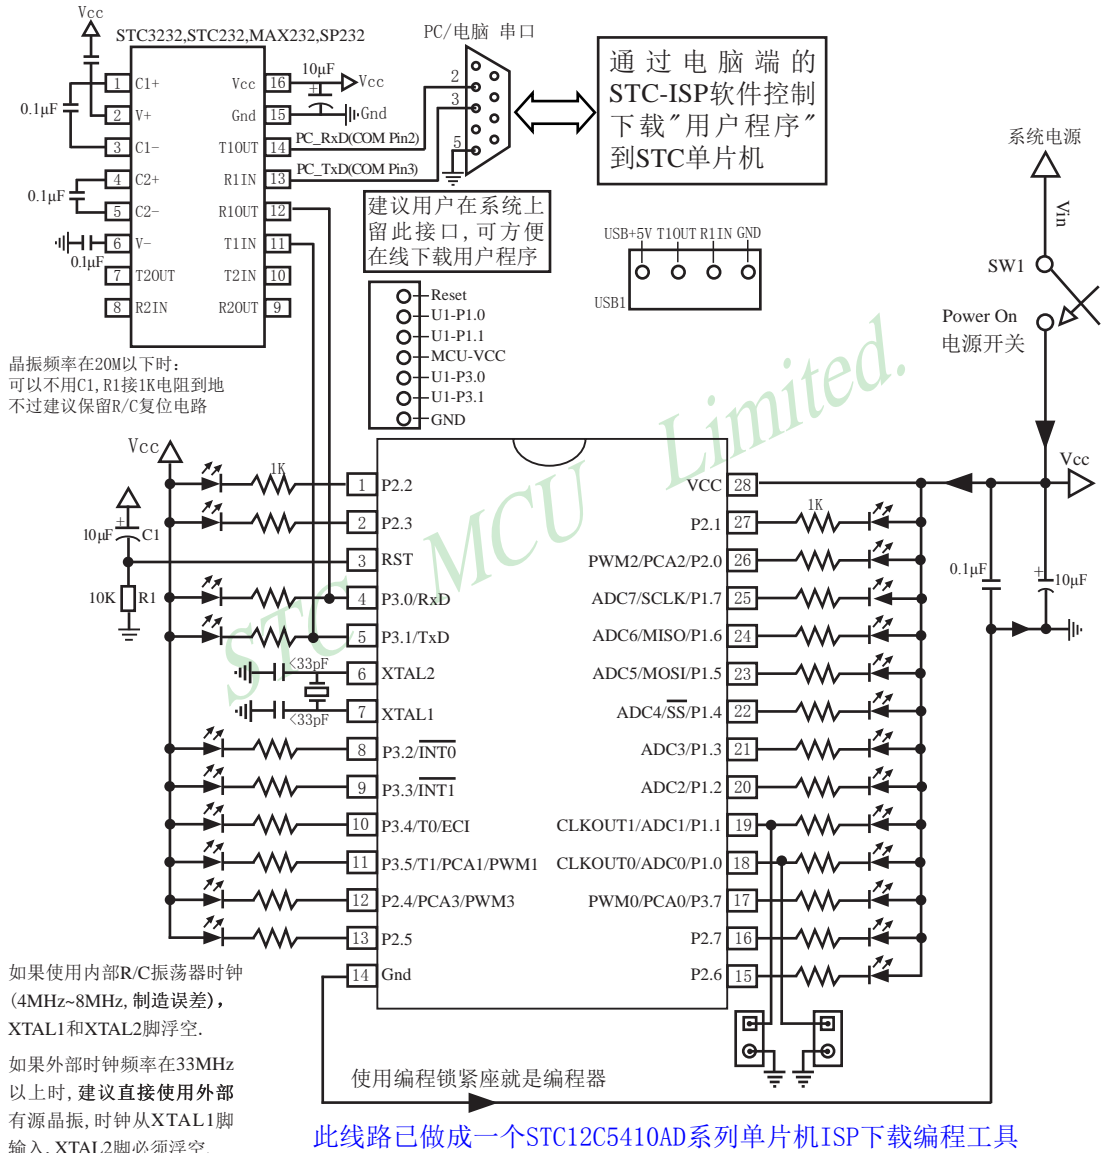 Vcc
STC3232,STC232,MAX232,SP232
PC/电脑 串口
1 C1+
Vcc 16
10μF
+
Vcc
0.1μF
2 V+
Gnd 15
Gnd
3 C1-
T1OUT 14
PC_RxD(COM Pin2)
4 C2+
R1IN 13
PC_TxD(COM Pin3)
0.1μF
5 C2-
R1OUT 12
6 V-
T1IN 11
0.1μF
7 T2OUT
T2IN 10
8 R2IN
R2OUT 9
2
3
5
通过电脑端的
STC-ISP软件控制
下载"用户程序"
到STC单片机
建议用户在系统上
留此接口,可方便
在线下载用户程序
USB+5V T1OUT R1IN GND
USB1
系统电源
Vin
SW1
Power On
电源开关
Reset
U1-P1.0
U1-P1.1
MCU-VCC
U1-P3.0
U1-P3.1
GND
晶振频率在20M以下时:
可以不用C1,R1接1K电阻到地
不过建议保留R/C复位电路
STC MCU Limited.
Vcc
1K
1 P2.2
2 P2.3
+
10μF C1
3 RST
10K R1
4 P3.0/RxD
5 P3.1/TxD
<33pF
6 XTAL2
7 XTAL1
<33pF
8 P3.2/INT0
9 P3.3/INT1
10 P3.4/T0/ECI
11 P3.5/T1/PCA1/PWM1
12 P2.4/PCA3/PWM3
13 P2.5
14 Gnd
VCC 28
Vcc
P2.1 27
1K
PWM2/PCA2/P2.0 26
ADC7/SCLK/P1.7 25
ADC6/MISO/P1.6 24
ADC5/MOSI/P1.5 23
ADC4/SS/P1.4 22
ADC3/P1.3 21
ADC2/P1.2 20
CLKOUT1/ADC1/P1.1 19
CLKOUT0/ADC0/P1.0 18
PWM0/PCA0/P3.7 17
P2.7 16
P2.6 15
0.1μF
+
10μF
如果使用内部R/C振荡器时钟
(4MHz~8MHz,制造误差),
XTAL1和XTAL2脚浮空.
如果外部时钟频率在33MHz
以上时,建议直接使用外部
有源晶振,时钟从XTAL1脚
输入,XTAL2脚必须浮空.
使用编程锁紧座就是编程器
此线路已做成一个STC12C5410AD系列单片机ISP下载编程工具